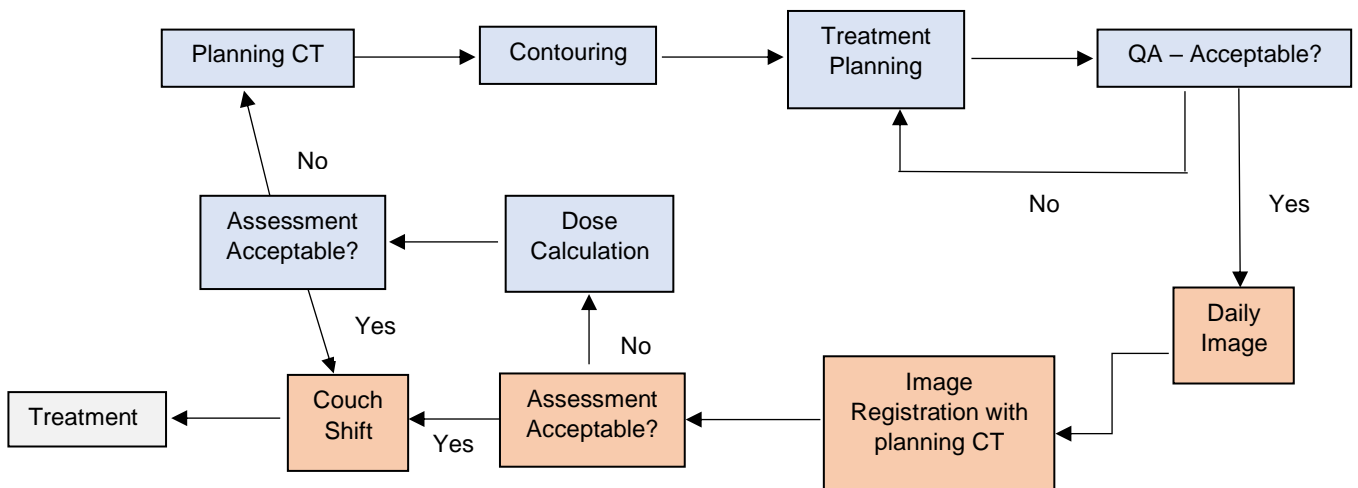 Planning CT
Contouring
Treatment
Planning
QA – Acceptable?
No
No
Yes
Assessment
Acceptable?
Dose
Calculation
Yes
No
Daily
Image
Treatment
Couch
Shift
Yes
Assessment
Acceptable?
Image
Registration with
planning CT